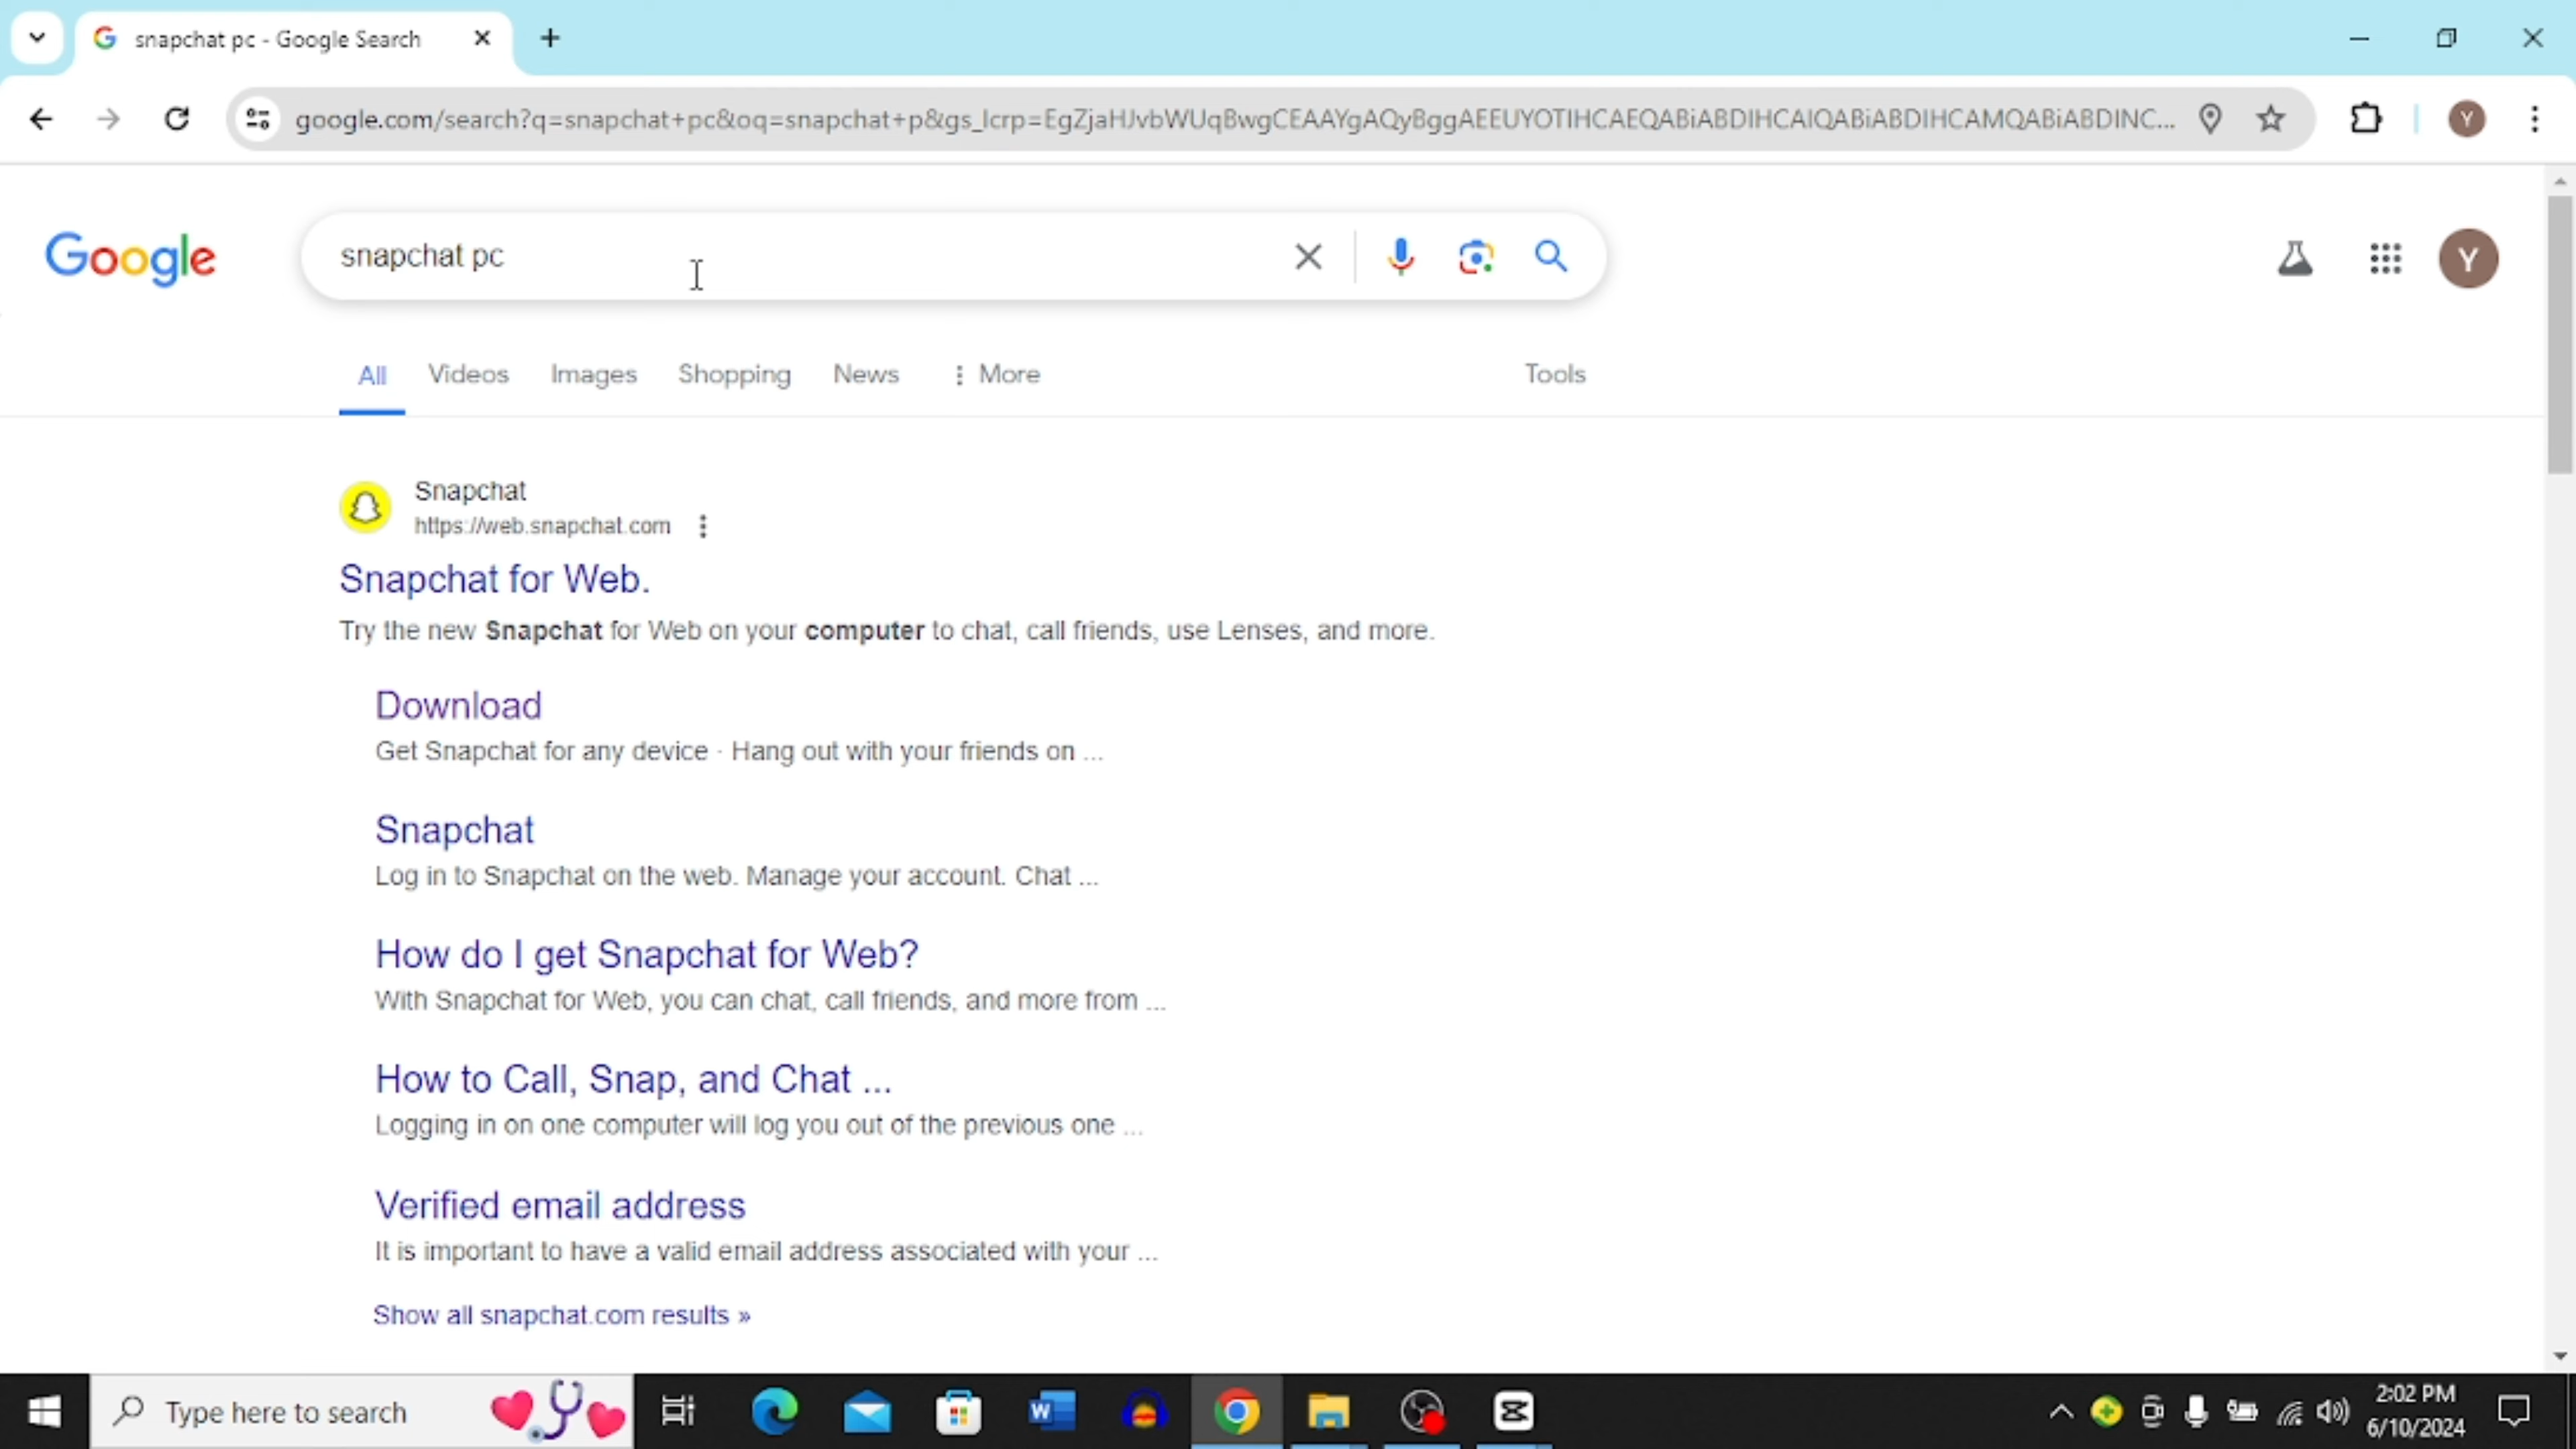 snapchat pc - Google Search
google.com/search?q=snapchat+pc&oq=snapchat+p&gs_lcrp=EgZjaHJvbWUqBwgCEAAYgAQyBggAEEUYOTIHCAEQABiABDIHCAIQABiABDIHCAMQABiABDINC...
Y
Google
snapchat pc
Y
All
Videos
Images
Shopping
News
More
Tools
Snapchat
https://web.snapchat.com
Snapchat for Web.
Try the new Snapchat for Web on your computer to chat, call friends, use Lenses, and more.
Download
Get Snapchat for any device · Hang out with your friends on ...
Snapchat
Log in to Snapchat on the web. Manage your account. Chat ...
How do I get Snapchat for Web?
With Snapchat for Web, you can chat, call friends, and more from ...
How to Call, Snap, and Chat ...
Logging in on one computer will log you out of the previous one ...
Verified email address
It is important to have a valid email address associated with your ...
Show all snapchat.com results »
Type here to search
W
2:02 PM
6/10/2024